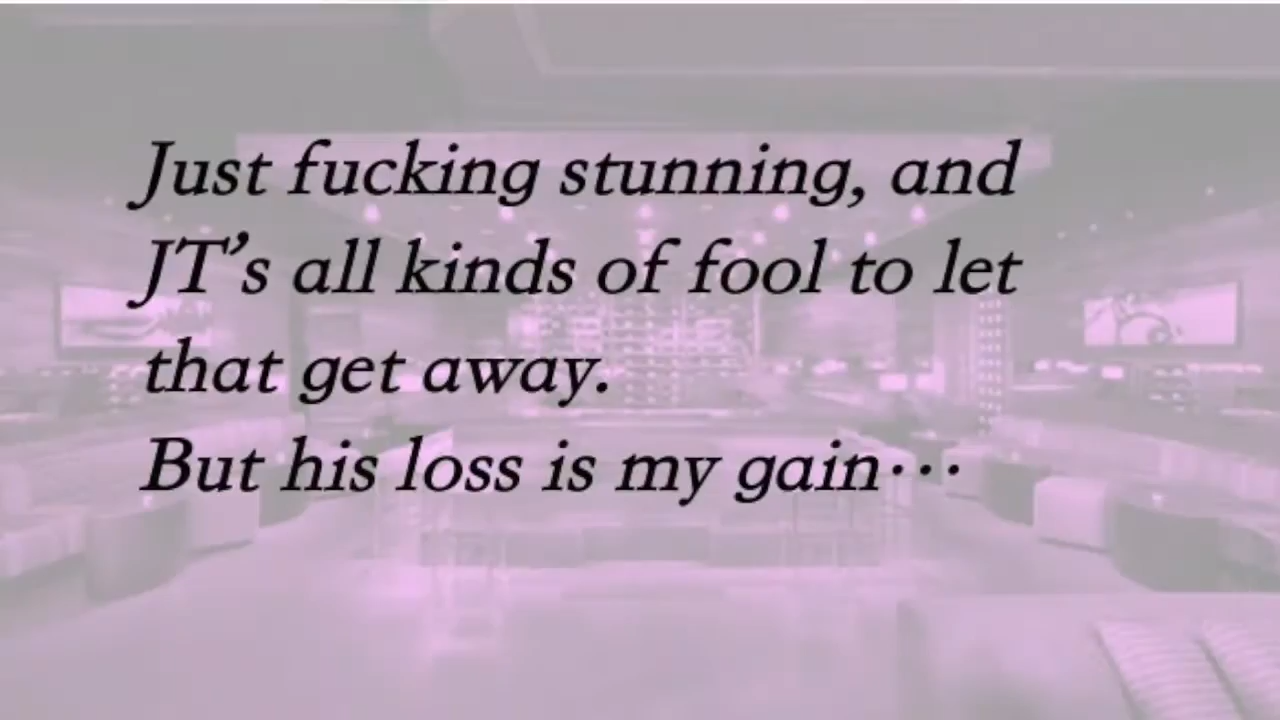 Just fucking stunning, and
JT’s all kinds of fool to let
that get away.
But his loss is my gain···